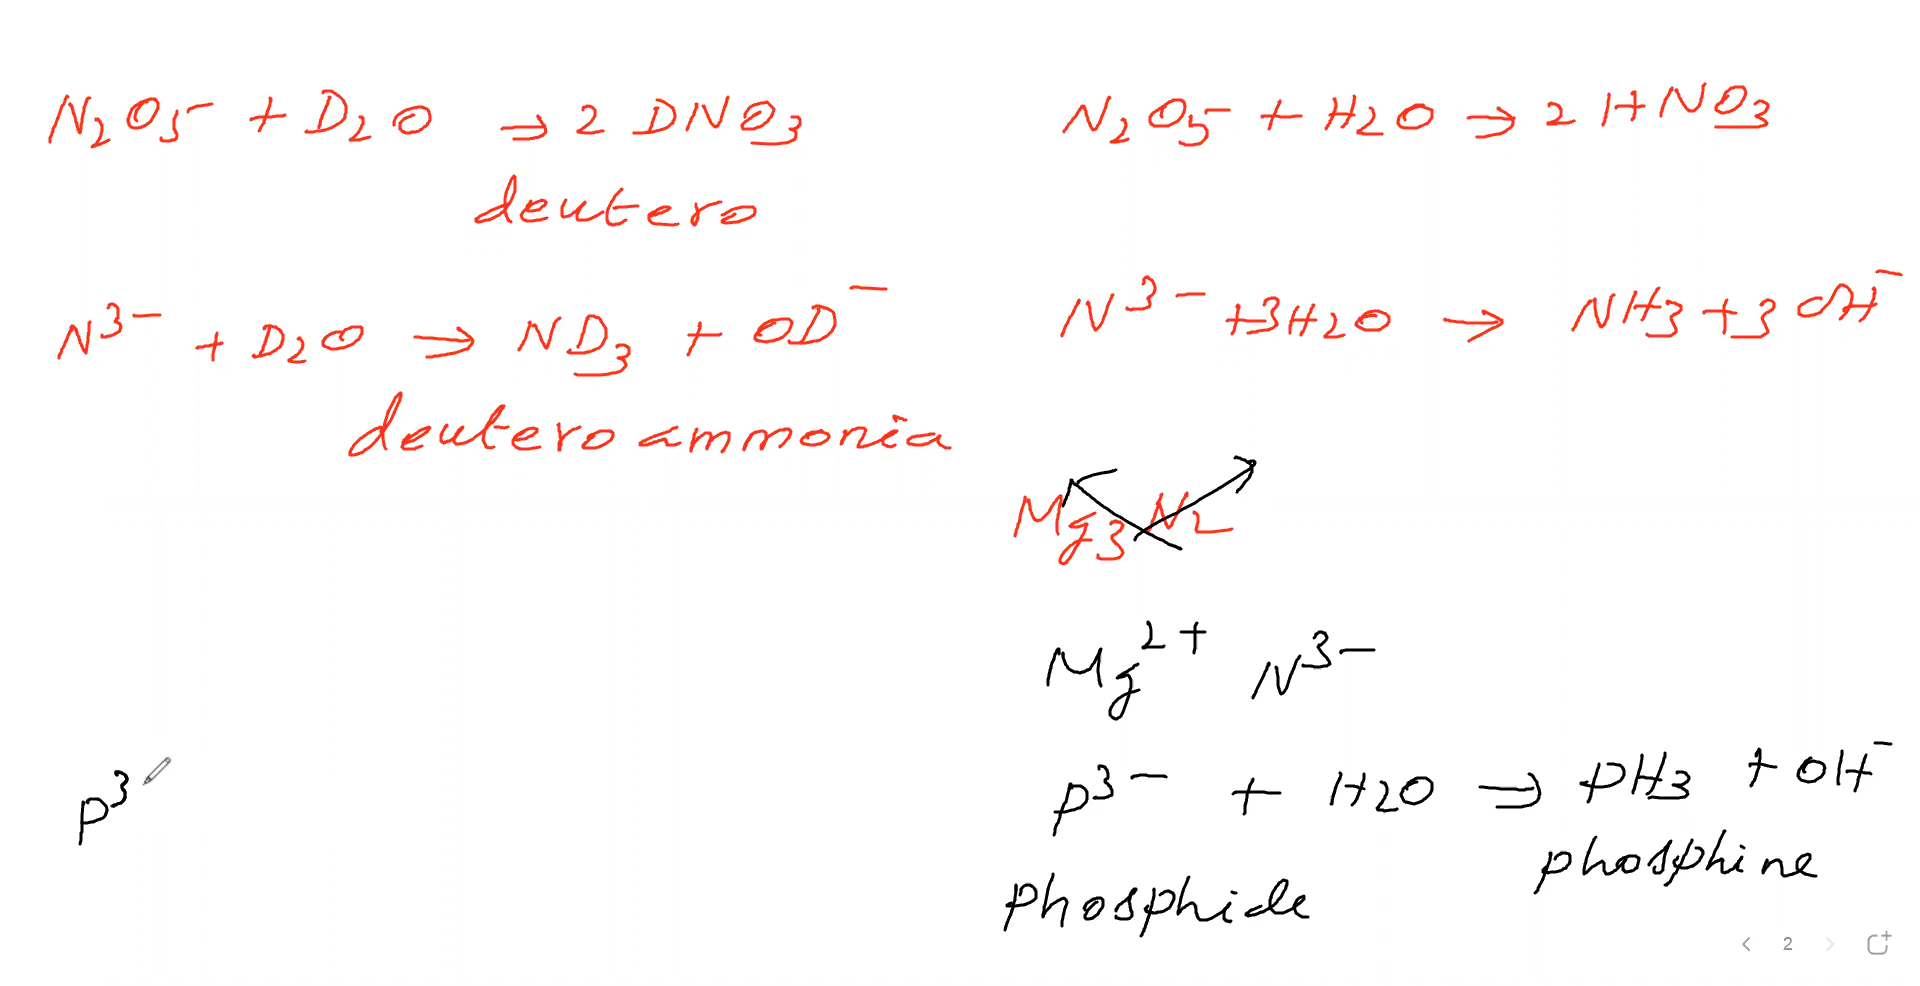 N₂O₅ + D₂O → 2 DNO₃
N₂O₅ + H₂O → 2 HNO₃
deutero
N³⁻ + D₂O → ND₃ + OD⁻
N³⁻ + 3H₂O → NH₃ + 3 OH⁻
deutero ammonia
Mg₃N₂
Mg²⁺ N³⁻
P³
P³⁻ + H₂O → PH₃ + OH⁻
phosphine
phosphide
< 2 >